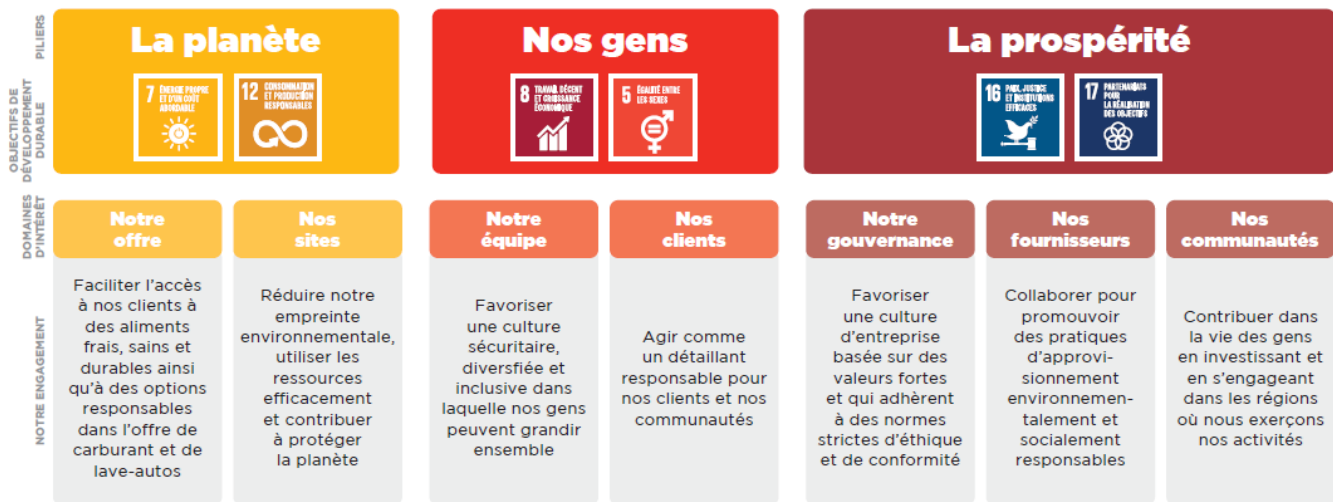 PILIERS
La planète
Nos gens
La prospérité
OBJECTIFS DE
DÉVELOPPEMENT
DURABLE
7 ÉNERGIE PROPRE
ET D'UN COÛT
ABORDABLE
12 CONSOMMATION
ET PRODUCTION
RESPONSABLES
8 TRAVAIL DÉCENT
ET CROISSANCE
ÉCONOMIQUE
5 ÉGALITÉ ENTRE
LES SEXES
16 PAIX, JUSTICE
ET INSTITUTIONS
EFFICACES
17 PARTENARIATS
POUR
LA RÉALISATION
DES OBJECTIFS
DOMAINES
D'INTÉRÊT
Notre
offre
Nos
sites
Notre
équipe
Nos
clients
Notre
gouvernance
Nos
fournisseurs
Nos
communautés
NOTRE ENGAGEMENT
Faciliter l'accès
à nos clients à
des aliments
frais, sains et
durables ainsi
qu'à des options
responsables
dans l'offre de
carburant et de
lave-autos
Réduire notre
empreinte
environnementale,
utiliser les
ressources
efficacement
et contribuer
à protéger
la planète
Favoriser
une culture
sécuritaire,
diversifiée et
inclusive dans
laquelle nos gens
peuvent grandir
ensemble
Agir comme
un détaillant
responsable pour
nos clients et nos
communautés
Favoriser
une culture
d'entreprise
basée sur des
valeurs fortes
et qui adhèrent
à des normes
strictes d'éthique
et de conformité
Collaborer pour
promouvoir
des pratiques
d'approvi-
sionnement
environnemen-
talement et
socialement
responsables
Contribuer dans
la vie des gens
en investissant et
en s'engageant
dans les régions
où nous exerçons
nos activités